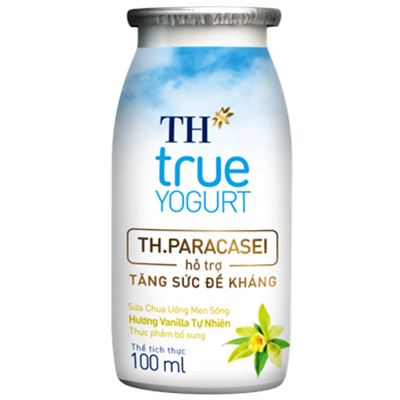 TH
true
YOGURT
TH.PARACASEI
hỗ trợ
TĂNG SỨC ĐỀ KHÁNG
Sữa Chua Uống Men Sống
Hương Vanilla Tự Nhiên
Thực phẩm bổ sung
Thể tích thực
100 ml